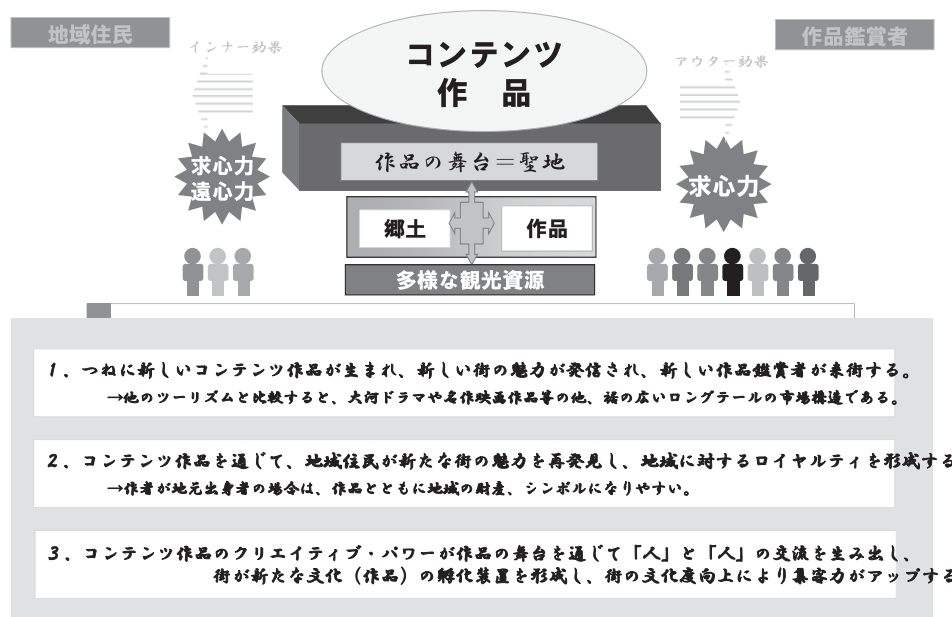 地域住民
インナー効果
コンテンツ
作 品
アウター効果
作品鑑賞者
作品の舞台＝聖地
求心力
遠心力
求心力
郷土
作品
多様な観光資源
1．つねに新しいコンテンツ作品が生まれ、新しい街の魅力が発信され、新しい作品鑑賞者が来街する。
→他のツーリズムと比較すると、大河ドラマや名作映画作品等の他、裾の広いロングテールの市場構造である。
2．コンテンツ作品を通じて、地域住民が新たな街の魅力を再発見し、地域に対するロイヤルティを形成する
→作者が地元出身者の場合は、作品とともに地域の財産、シンボルになりやすい。
3．コンテンツ作品のクリエイティブ・パワーが作品の舞台を通じて「人」と「人」の交流を生み出し、
街が新たな文化（作品）の孵化装置を形成し、街の文化度向上により集客力がアップする